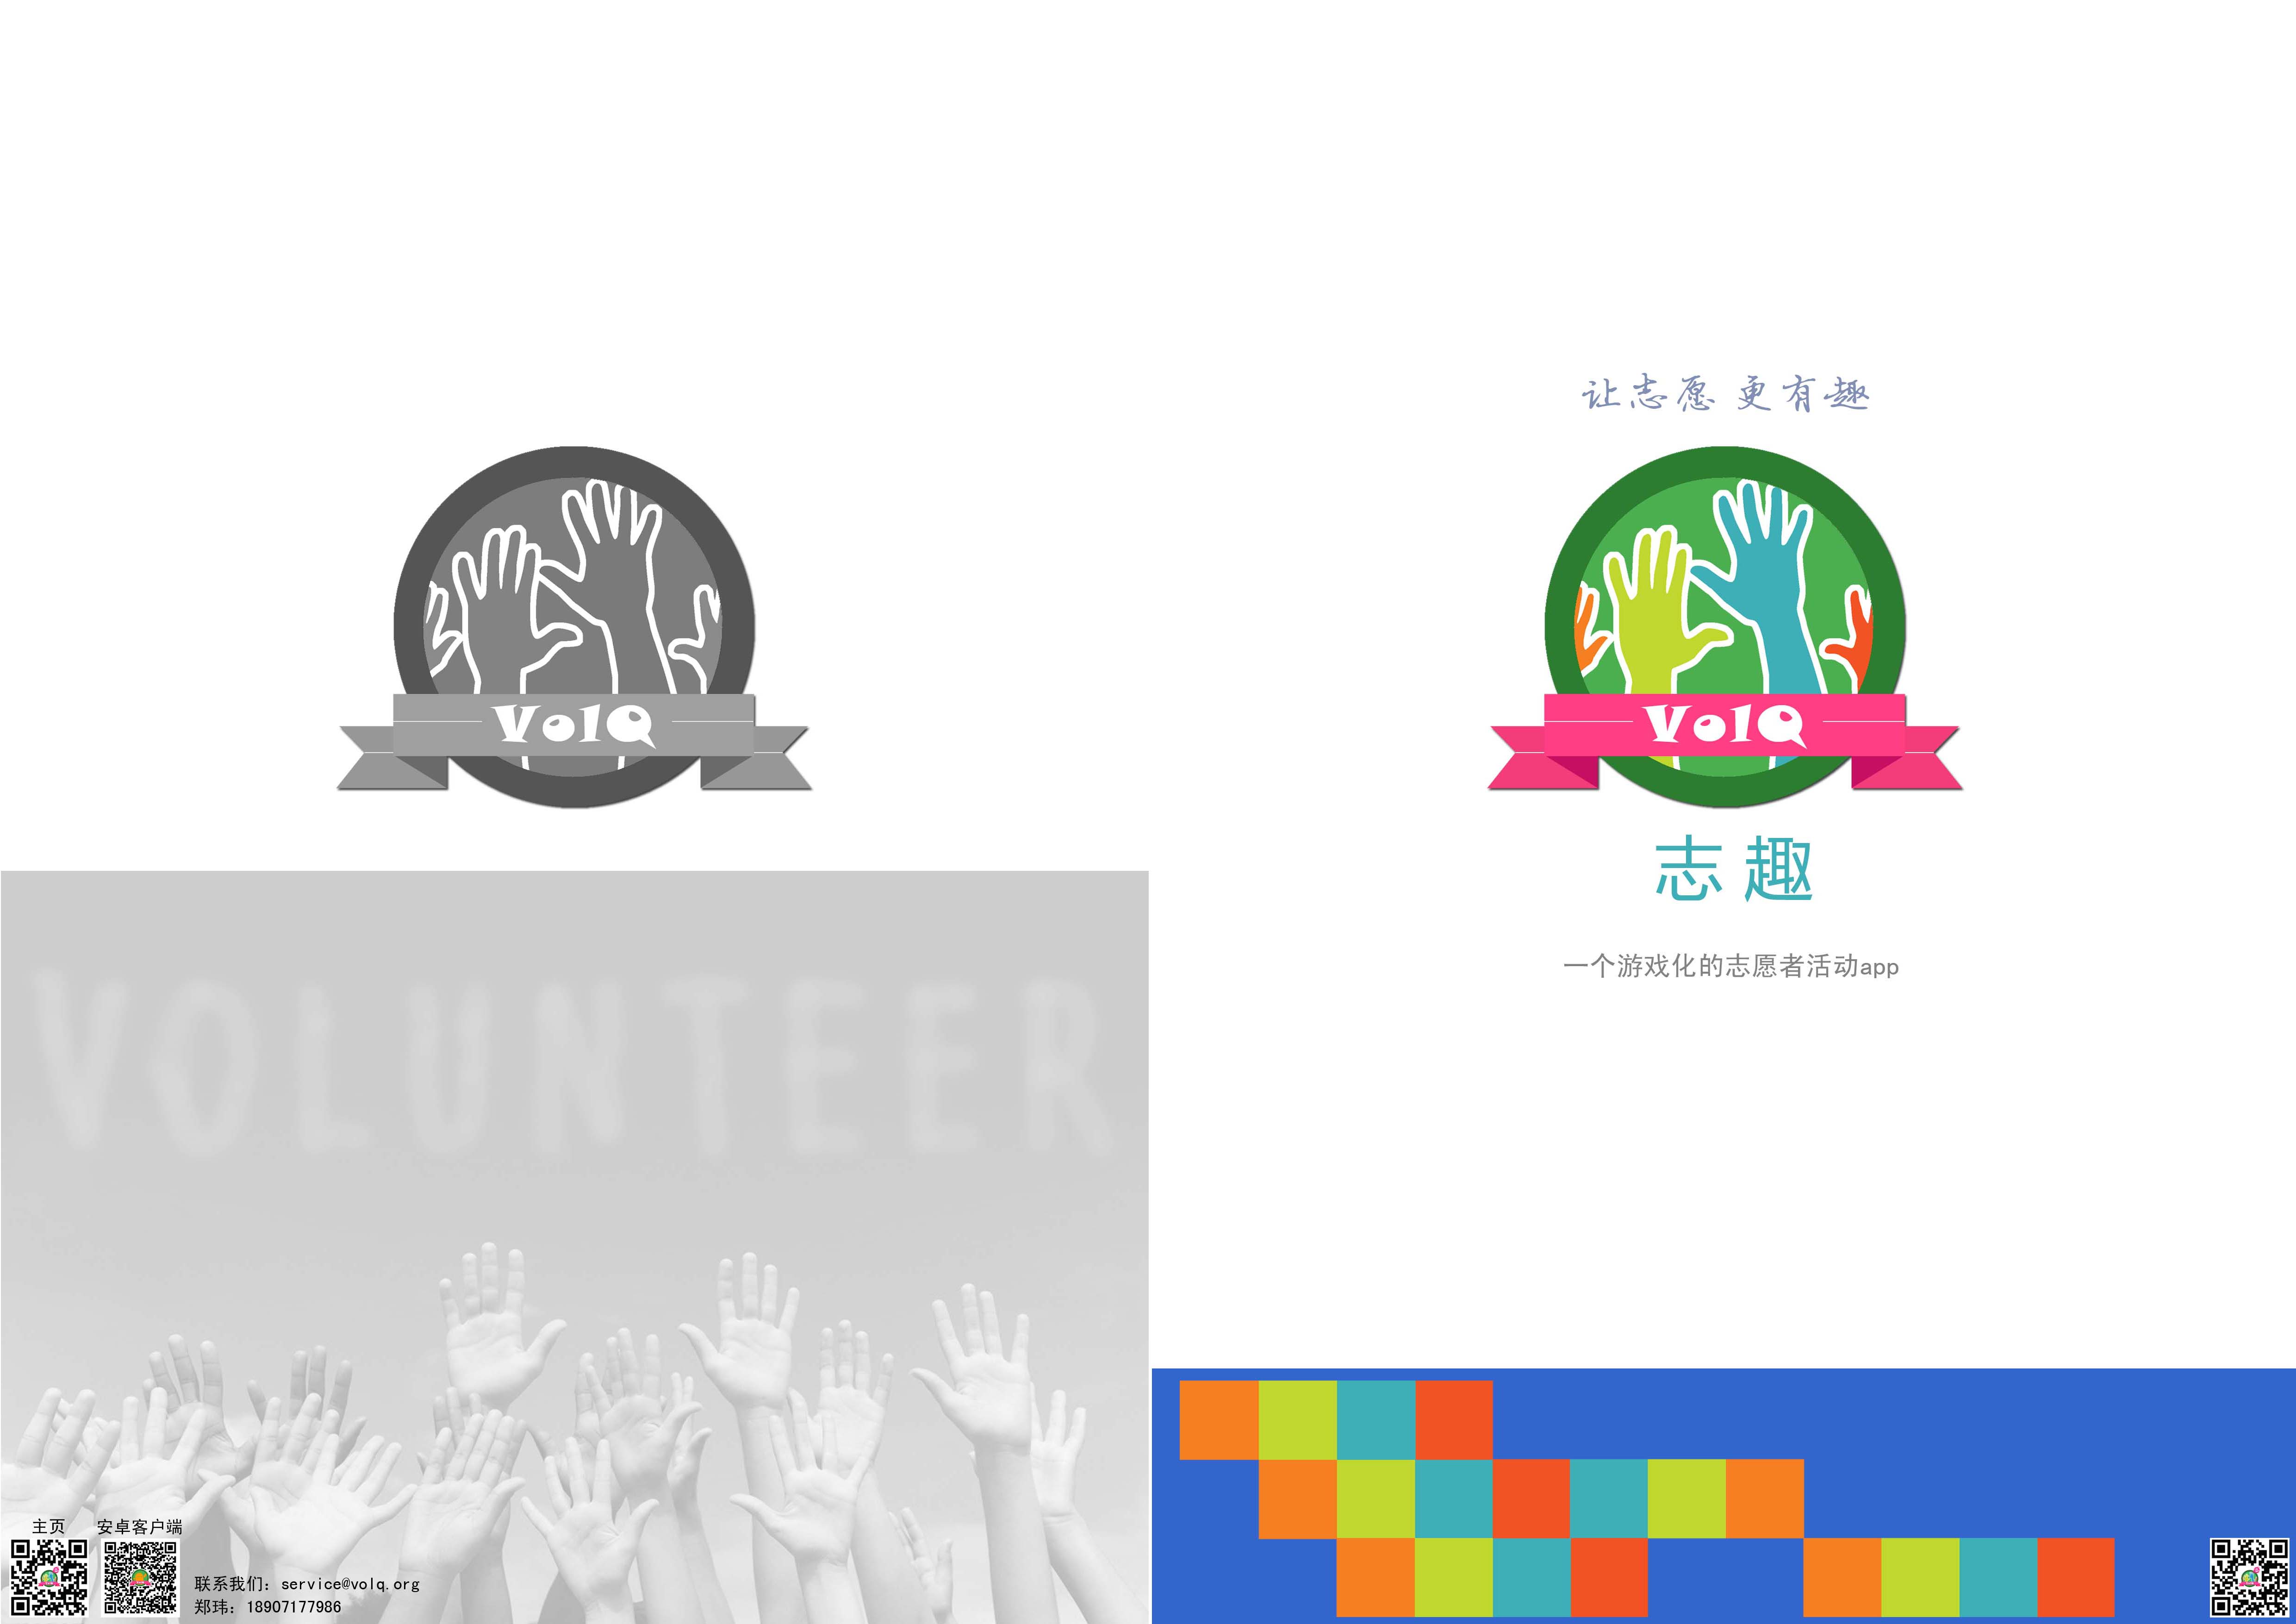 VolQ
VOLUNTEER
主页 安卓客户端
联系我们：service@volq.org
郑玮：18907177986
让志愿 更有趣
VolQ
志趣
一个游戏化的志愿者活动app